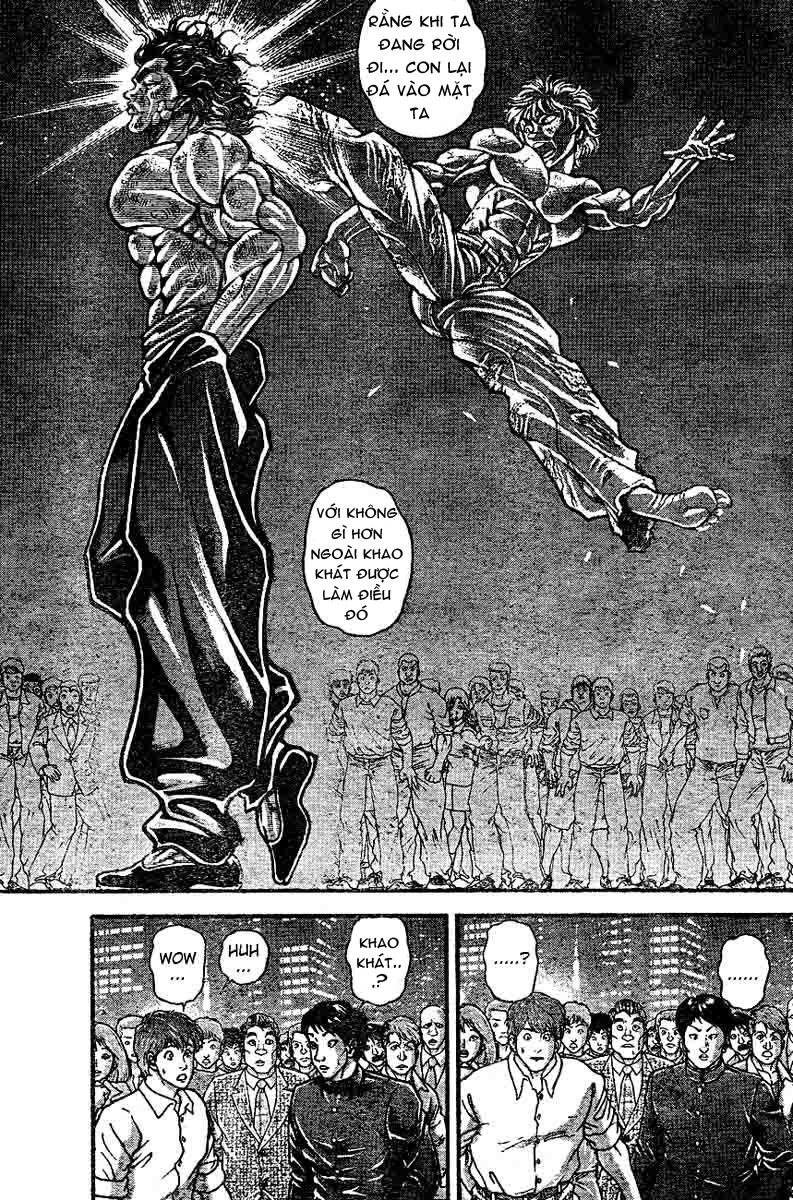 RẰNG KHI TA
ĐANG RỜI
ĐI... CON LẠI
ĐÁ VÀO MẶT
TA
VỚI KHÔNG
GÌ HƠN
NGOÀI KHAO
KHÁT ĐƯỢC
LÀM ĐIỀU
ĐÓ
WOW
...
HUH
...
KHAO
KHÁT..
.?
.....?
......